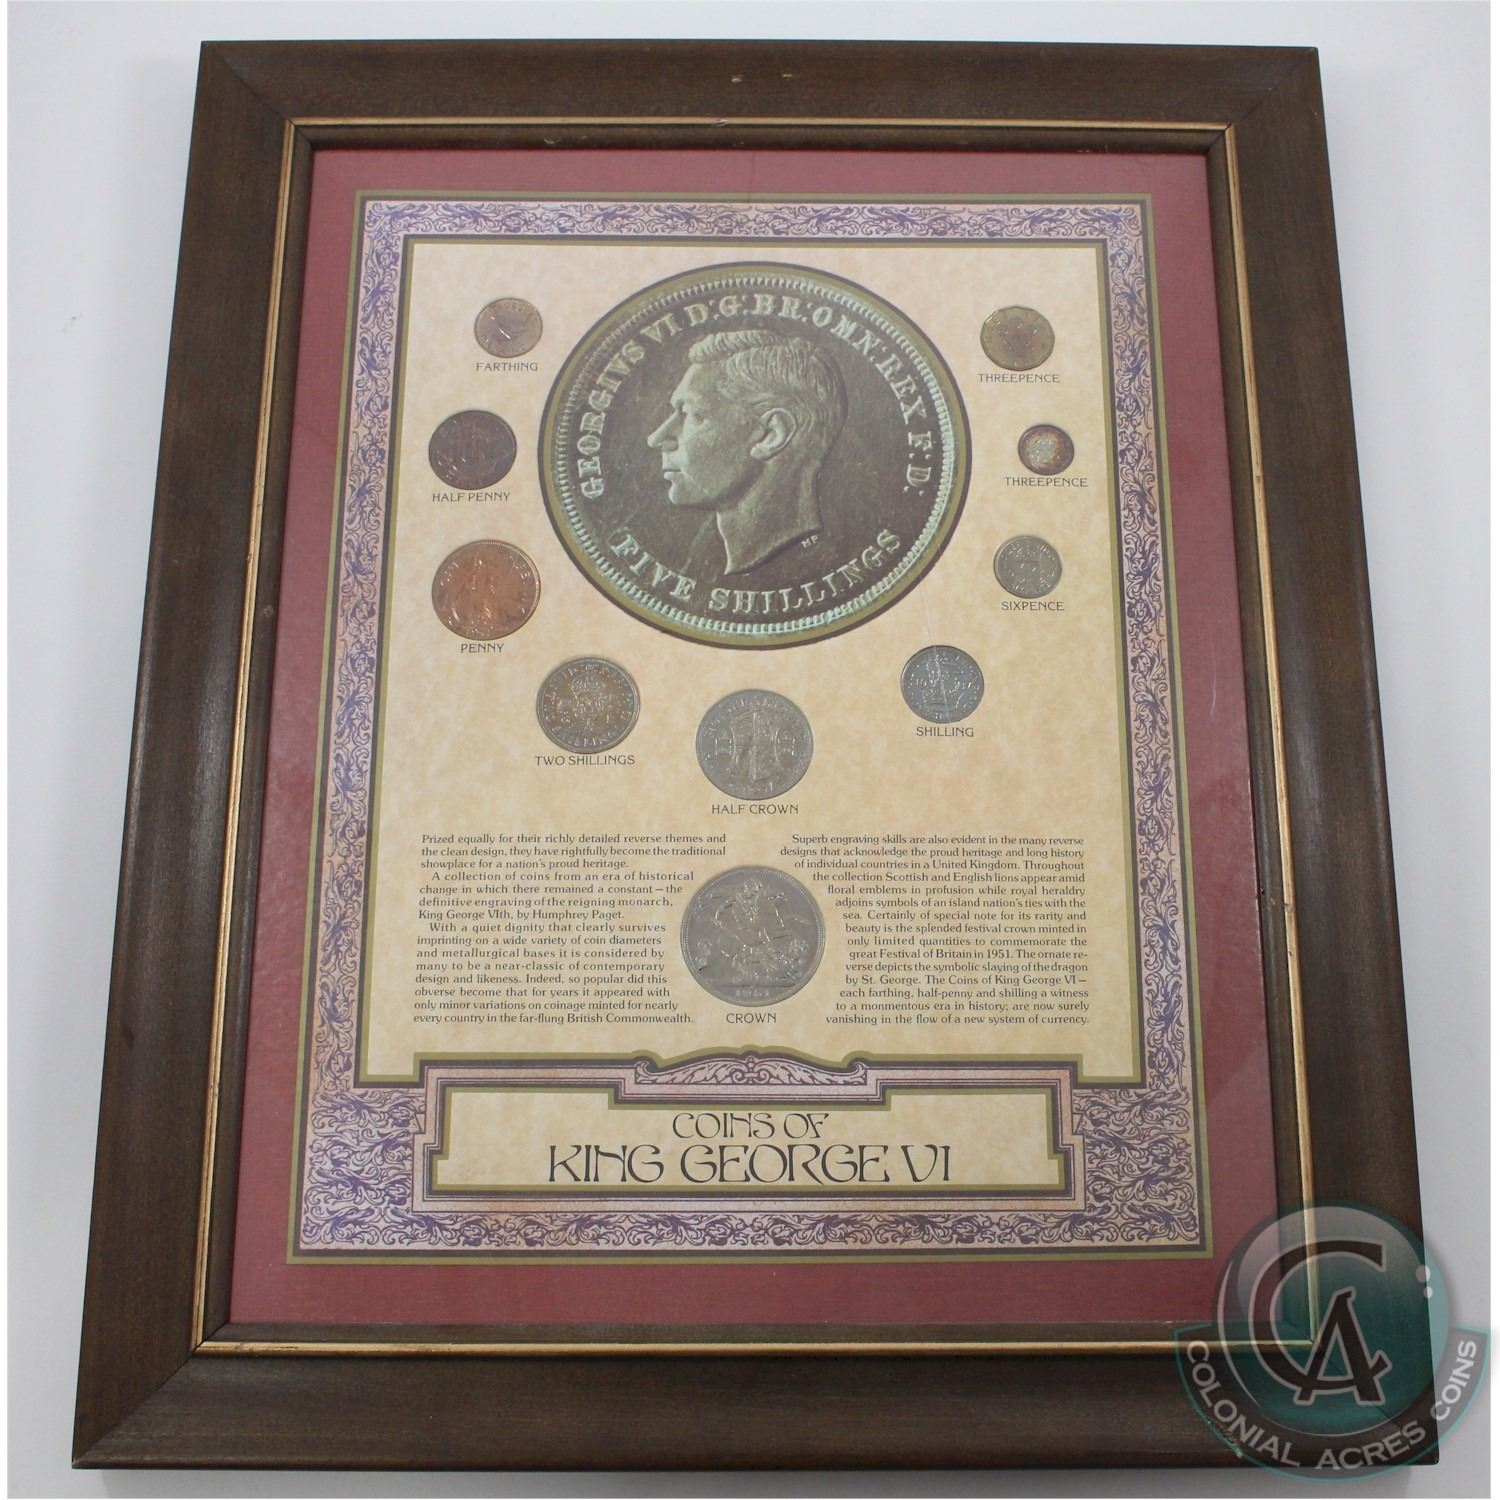 GEORGIVS VI D:G:BR:OMN:REX F:D:
FIVE SHILLINGS
MP
FARTHING
THREEPENCE
HALF PENNY
THREEPENCE
PENNY
SIXPENCE
TWO SHILLINGS
SHILLING
HALF CROWN
Prized equally for their richly detailed reverse themes and
the clean design, they have rightfully become the traditional
showplace for a nation's proud heritage.
A collection of coins from an era of historical
change in which there remained a constant—the
definitive engraving of the reigning monarch,
King George VIth, by Humphrey Paget.
With a quiet dignity that clearly survives
imprinting on a wide variety of coin diameters
and metallurgical bases it is considered by
many to be a near-classic of contemporary
design and likeness. Indeed, so popular did this
obverse become that for years it appeared with
only minor variations on coinage minted for nearly
every country in the far-flung British Commonwealth.
Superb engraving skills are also evident in the many reverse
designs that acknowledge the proud heritage and long history
of individual countries in a United Kingdom. Throughout
the collection Scottish and English lions appear amid
floral emblems in profusion while royal heraldry
adjoins symbols of an island nation's ties with the
sea. Certainly of special note for its rarity and
beauty is the splended festival crown minted in
only limited quantities to commemorate the
great Festival of Britain in 1951. The ornate re-
verse depicts the symbolic slaying of the dragon
by St. George. The Coins of King George VI—
each farthing, half-penny and shilling a witness
to a monmentous era in history; are now surely
vanishing in the flow of a new system of currency.
1951
CROWN
COINS OF
KING GEORGE VI
CA
COLONIAL ACRES COINS